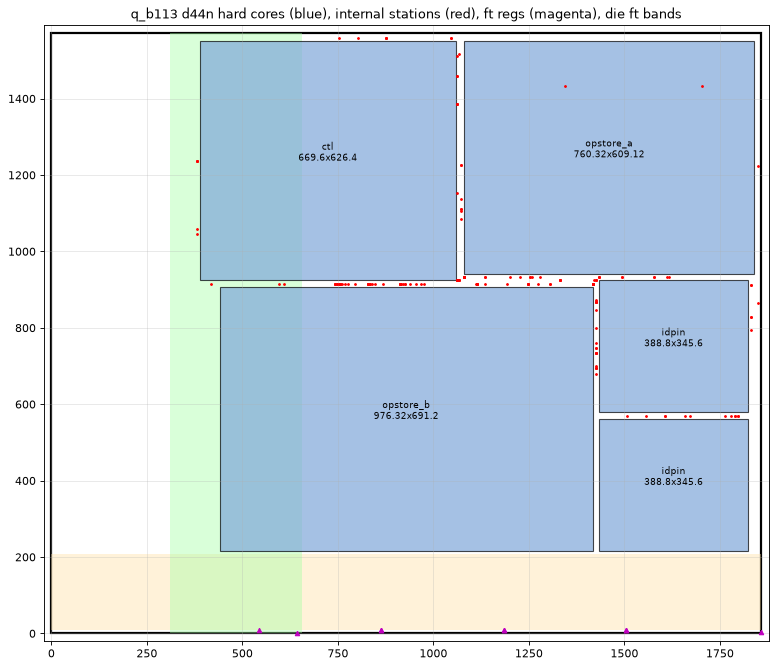 q_b113 d44n hard cores (blue), internal stations (red), ft regs (magenta), die ft bands
1400
1200
1000
800
600
400
200
0
ctl
669.6x626.4
opstore_a
760.32x609.12
idpin
388.8x345.6
opstore_b
976.32x691.2
idpin
388.8x345.6
0
250
500
750
1000
1250
1500
1750